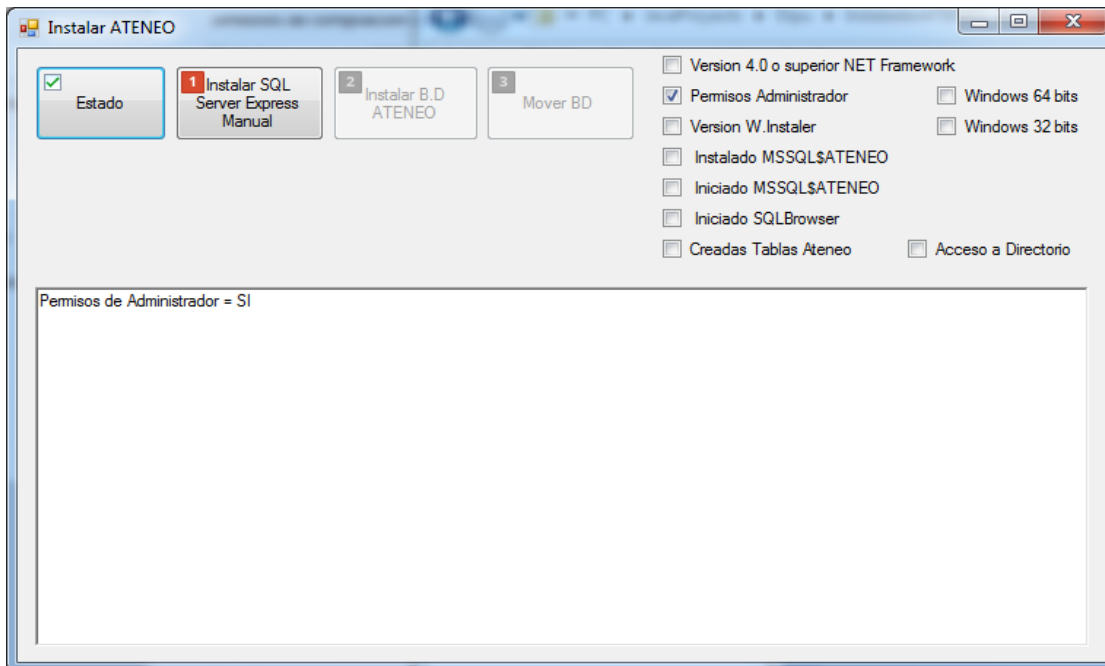 Instalar ATENEO
Estado
1 Instalar SQL
Server Express
Manual
2 Instalar B.D
ATENEO
3 Mover BD
Version 4.0 o superior NET Framework
Permisos Administrador
Windows 64 bits
Version W.Instaler
Windows 32 bits
Instalado MSSQL$ATENEO
Iniciado MSSQL$ATENEO
Iniciado SQLBrowser
Creadas Tablas Ateneo
Acceso a Directorio
Permisos de Administrador = SI